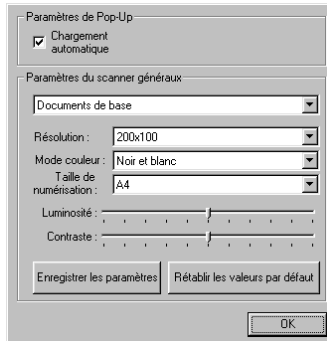 Paramètres de Pop-Up
Chargement
automatique
Paramètres du scanner généraux
Documents de base
Résolution : 200x100
Mode couleur : Noir et blanc
Taille de
numérisation : A4
Luminosité :
Contraste :
Enregistrer les paramètres Rétablir les valeurs par défaut
OK